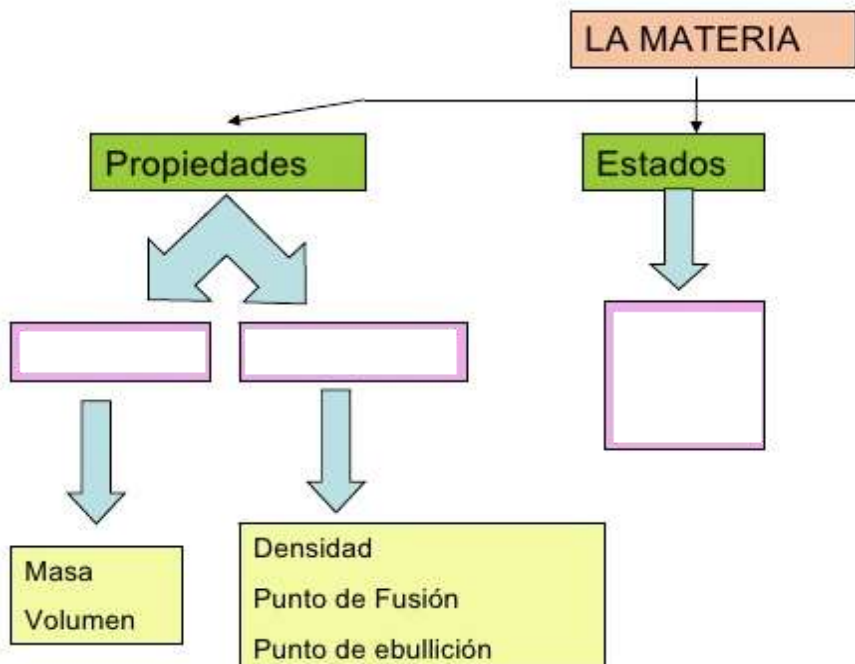 LA MATERIA
Propiedades
Estados
Masa
Volumen
Densidad
Punto de Fusión
Punto de ebullición